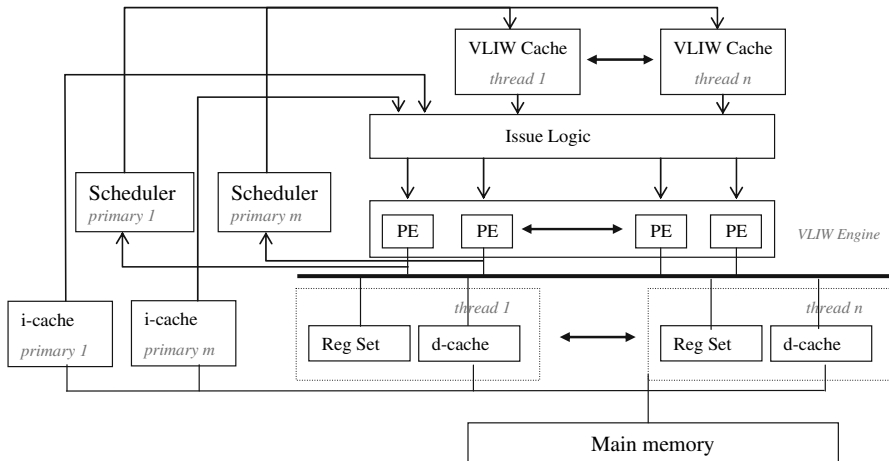 VLIW Cache
thread 1
VLIW Cache
thread n
Issue Logic
Scheduler
primary 1
Scheduler
primary m
PE
PE
PE
PE
VLIW Engine
i-cache
primary 1
i-cache
primary m
thread 1
Reg Set
d-cache
thread n
Reg Set
d-cache
Main memory